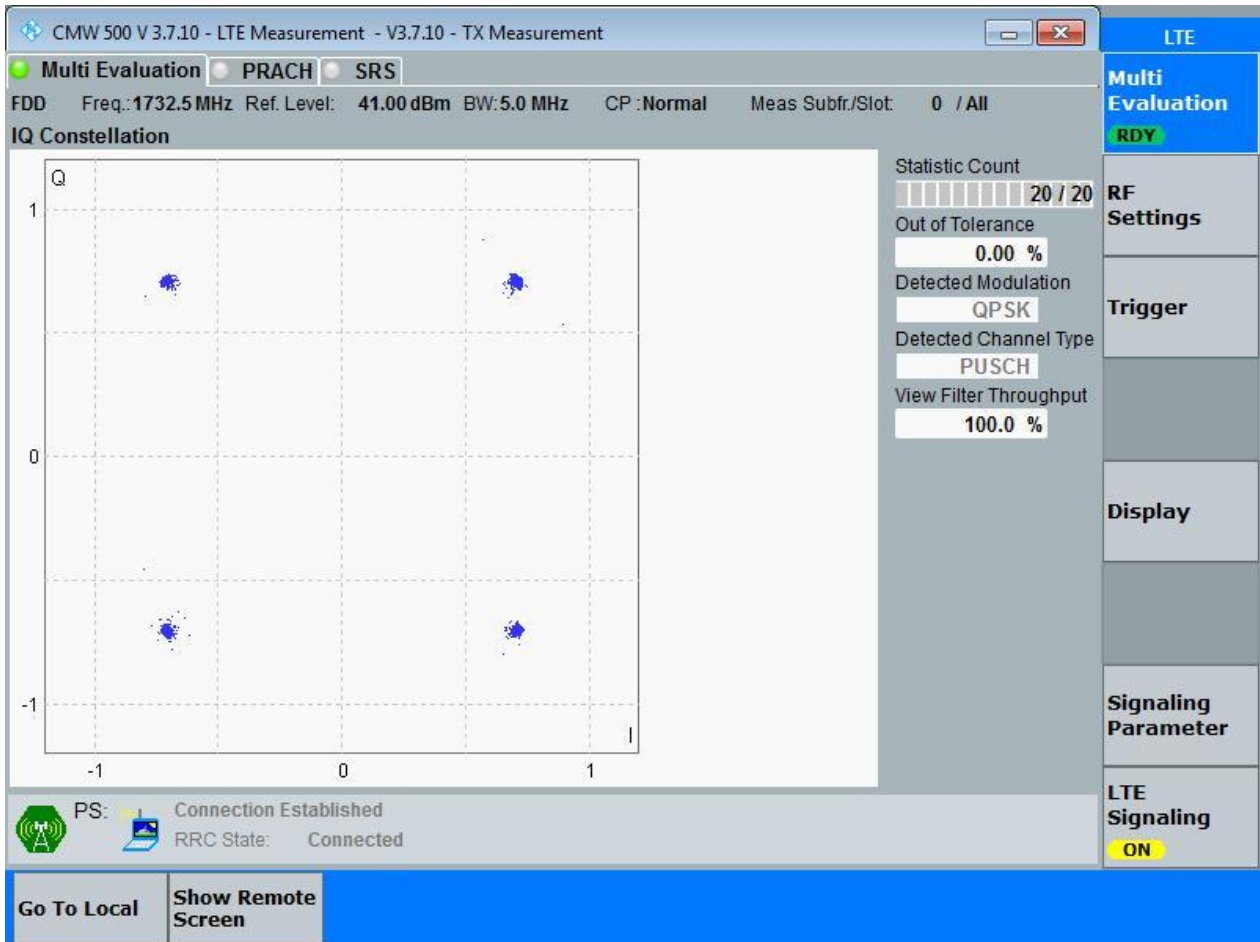 CMW 500 V 3.7.10 - LTE Measurement - V3.7.10 - TX Measurement
LTE
Multi Evaluation PRACH SRS
FDD Freq.: 1732.5 MHz Ref. Level: 41.00 dBm BW: 5.0 MHz CP : Normal Meas Subfr./Slot: 0 / All
IQ Constellation
Q
1
0
-1
I
-1 0 1
Statistic Count
20 / 20
Out of Tolerance
0.00 %
Detected Modulation
QPSK
Detected Channel Type
PUSCH
View Filter Throughput
100.0 %
Multi
Evaluation
RDY
RF
Settings
Trigger
Display
Signaling
Parameter
LTE
Signaling
ON
PS: Connection Established
RRC State: Connected
Go To Local
Show Remote
Screen